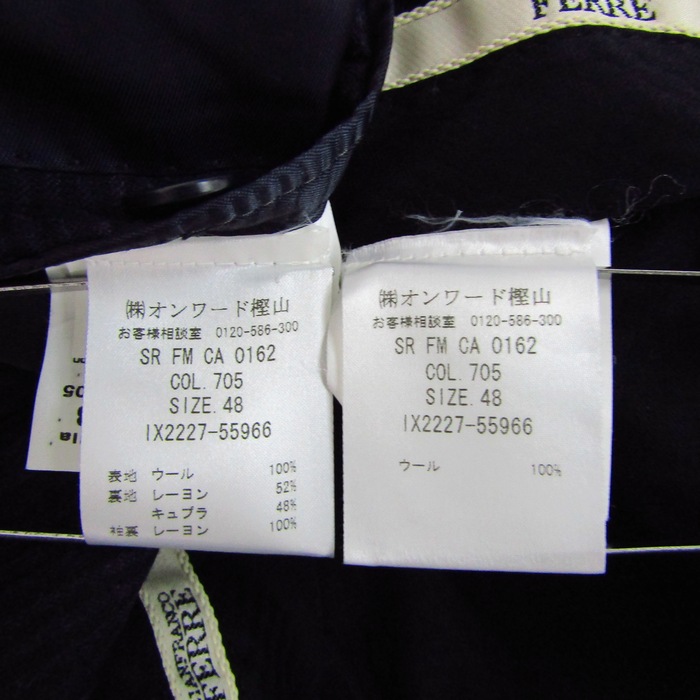 FERRE
㈱オンワード樫山
お客様相談室 0120-586-300
SR FM CA 0162
COL. 705
SIZE. 48
IX2227-55966
表地 ウール 100%
裏地 レーヨン 52%
キュプラ 48%
袖裏 レーヨン 100%
㈱オンワード樫山
お客様相談室 0120-586-300
SR FM CA 0162
COL. 705
SIZE. 48
IX2227-55966
ウール 100%
GIANFRANCO
FERRE